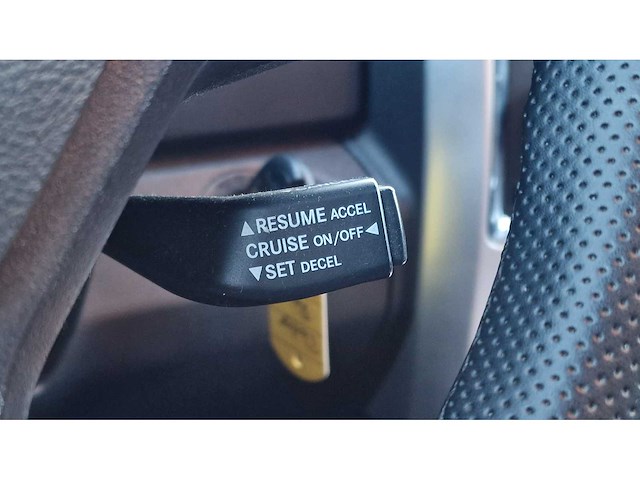 ▲RESUME ACCEL
CRUISE ON/OFF◀
▼SET DECEL